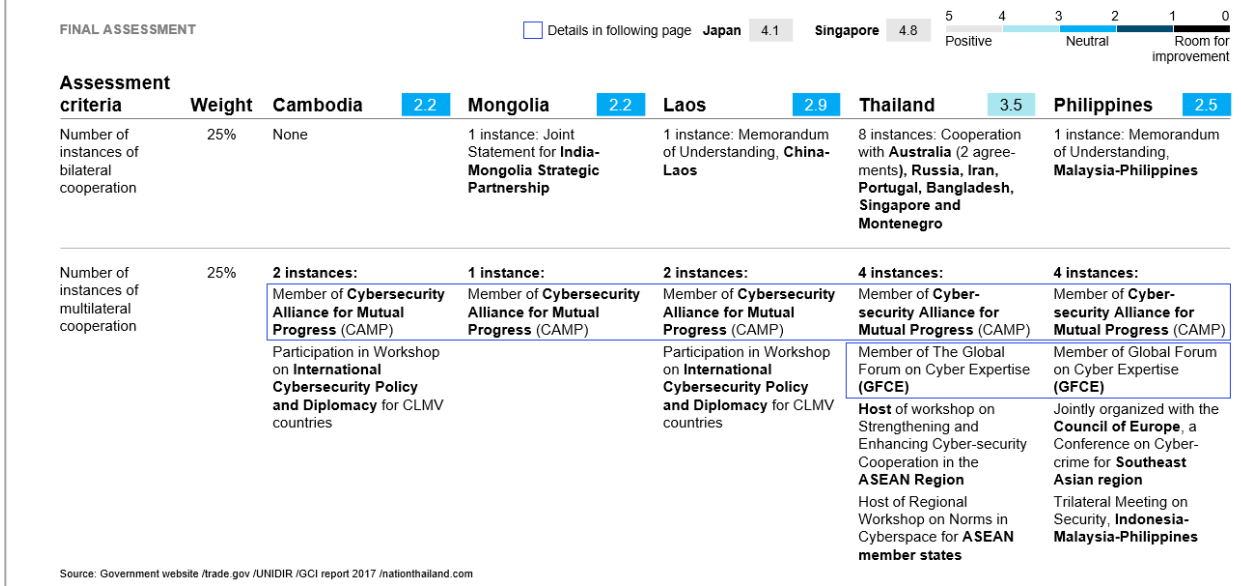 FINAL ASSESSMENT
Details in following page Japan 4.1 Singapore 4.8
5 4 3 2 1 0
Positive Neutral Room for
improvement
Assessment
criteria Weight Cambodia 2.2 Mongolia 2.2 Laos 2.9 Thailand 3.5 Philippines 2.5
Number of
instances of
bilateral
cooperation
25%
None
1 instance: Joint
Statement for India-
Mongolia Strategic
Partnership
1 instance: Memorandum
of Understanding, China-
Laos
8 instances: Cooperation
with Australia (2 agree-
ments), Russia, Iran,
Portugal, Bangladesh,
Singapore and
Montenegro
1 instance: Memorandum
of Understanding,
Malaysia-Philippines
Number of
instances of
multilateral
cooperation
25%
2 instances:
Member of Cybersecurity
Alliance for Mutual
Progress (CAMP)
Participation in Workshop
on International
Cybersecurity Policy
and Diplomacy for CLMV
countries
1 instance:
Member of Cybersecurity
Alliance for Mutual
Progress (CAMP)
2 instances:
Member of Cybersecurity
Alliance for Mutual
Progress (CAMP)
Participation in Workshop
on International
Cybersecurity Policy
and Diplomacy for CLMV
countries
4 instances:
Member of Cyber-
security Alliance for
Mutual Progress (CAMP)
Member of The Global
Forum on Cyber Expertise
(GFCE)
Host of workshop on
Strengthening and
Enhancing Cyber-security
Cooperation in the
ASEAN Region
Host of Regional
Workshop on Norms in
Cyberspace for ASEAN
member states
4 instances:
Member of Cyber-
security Alliance for
Mutual Progress (CAMP)
Member of Global Forum
on Cyber Expertise
(GFCE)
Jointly organized with the
Council of Europe, a
Conference on Cyber-
crime for Southeast
Asian region
Trilateral Meeting on
Security, Indonesia-
Malaysia-Philippines
Source: Government website /trade.gov /UNIDIR /GCI report 2017 /nationthailand.com